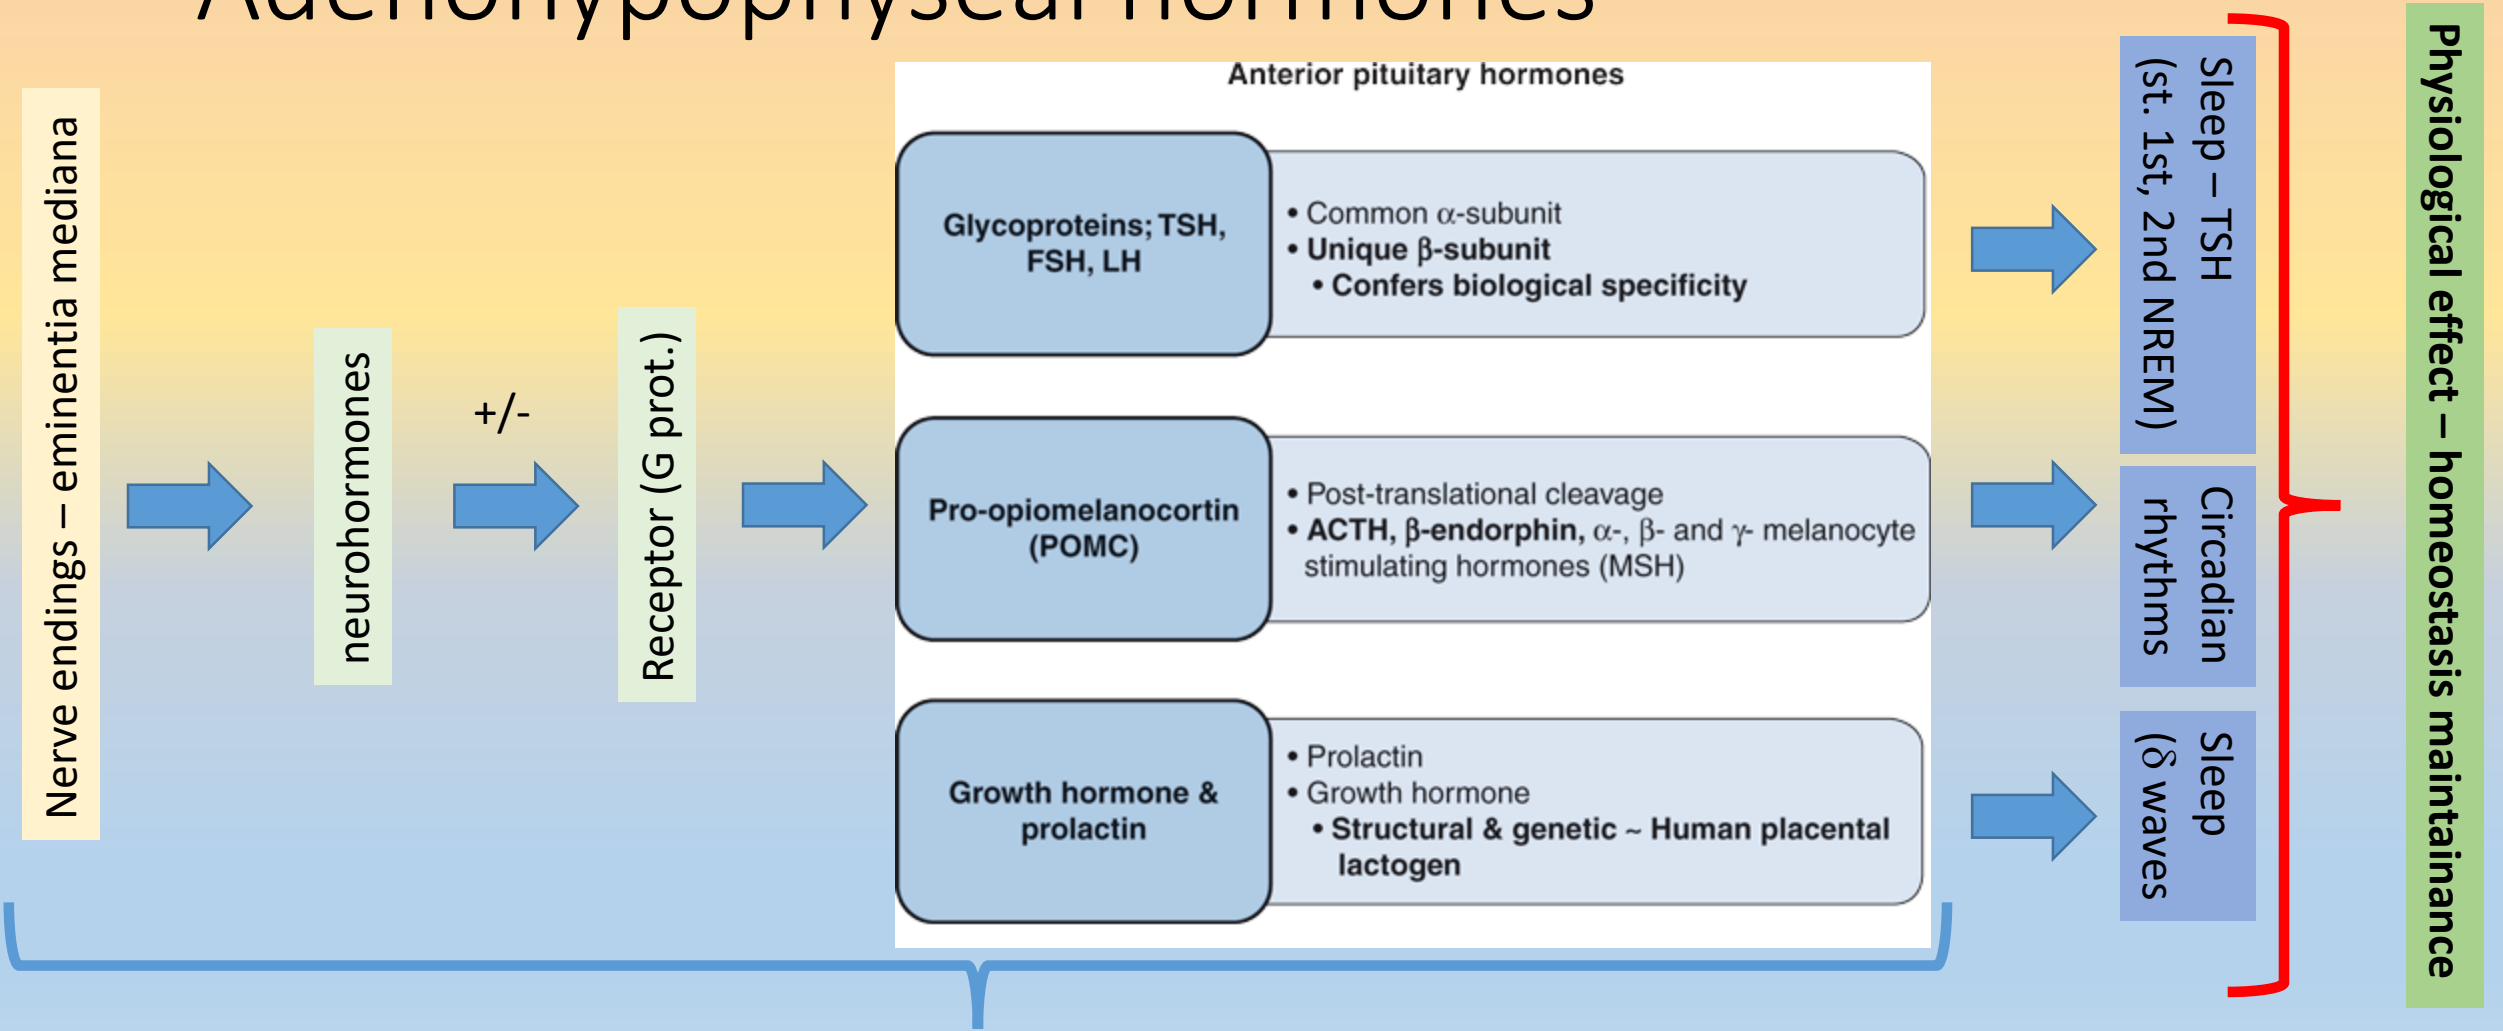 Adenohypophyseal hormones
Nerve endings – eminentia mediana
neurohormones
+/-
Receptor (G prot.)
Anterior pituitary hormones
Glycoproteins; TSH,
FSH, LH
• Common α-subunit
• Unique β-subunit
• Confers biological specificity
Pro-opiomelanocortin
(POMC)
• Post-translational cleavage
• ACTH, β-endorphin, α-, β- and γ- melanocyte
stimulating hormones (MSH)
Growth hormone &
prolactin
• Prolactin
• Growth hormone
• Structural & genetic ~ Human placental
lactogen
Sleep – TSH
(st. 1st, 2nd NREM)
Circadian
rhythms
Sleep
(δ waves
Physiological effect – homeostasis maintainance